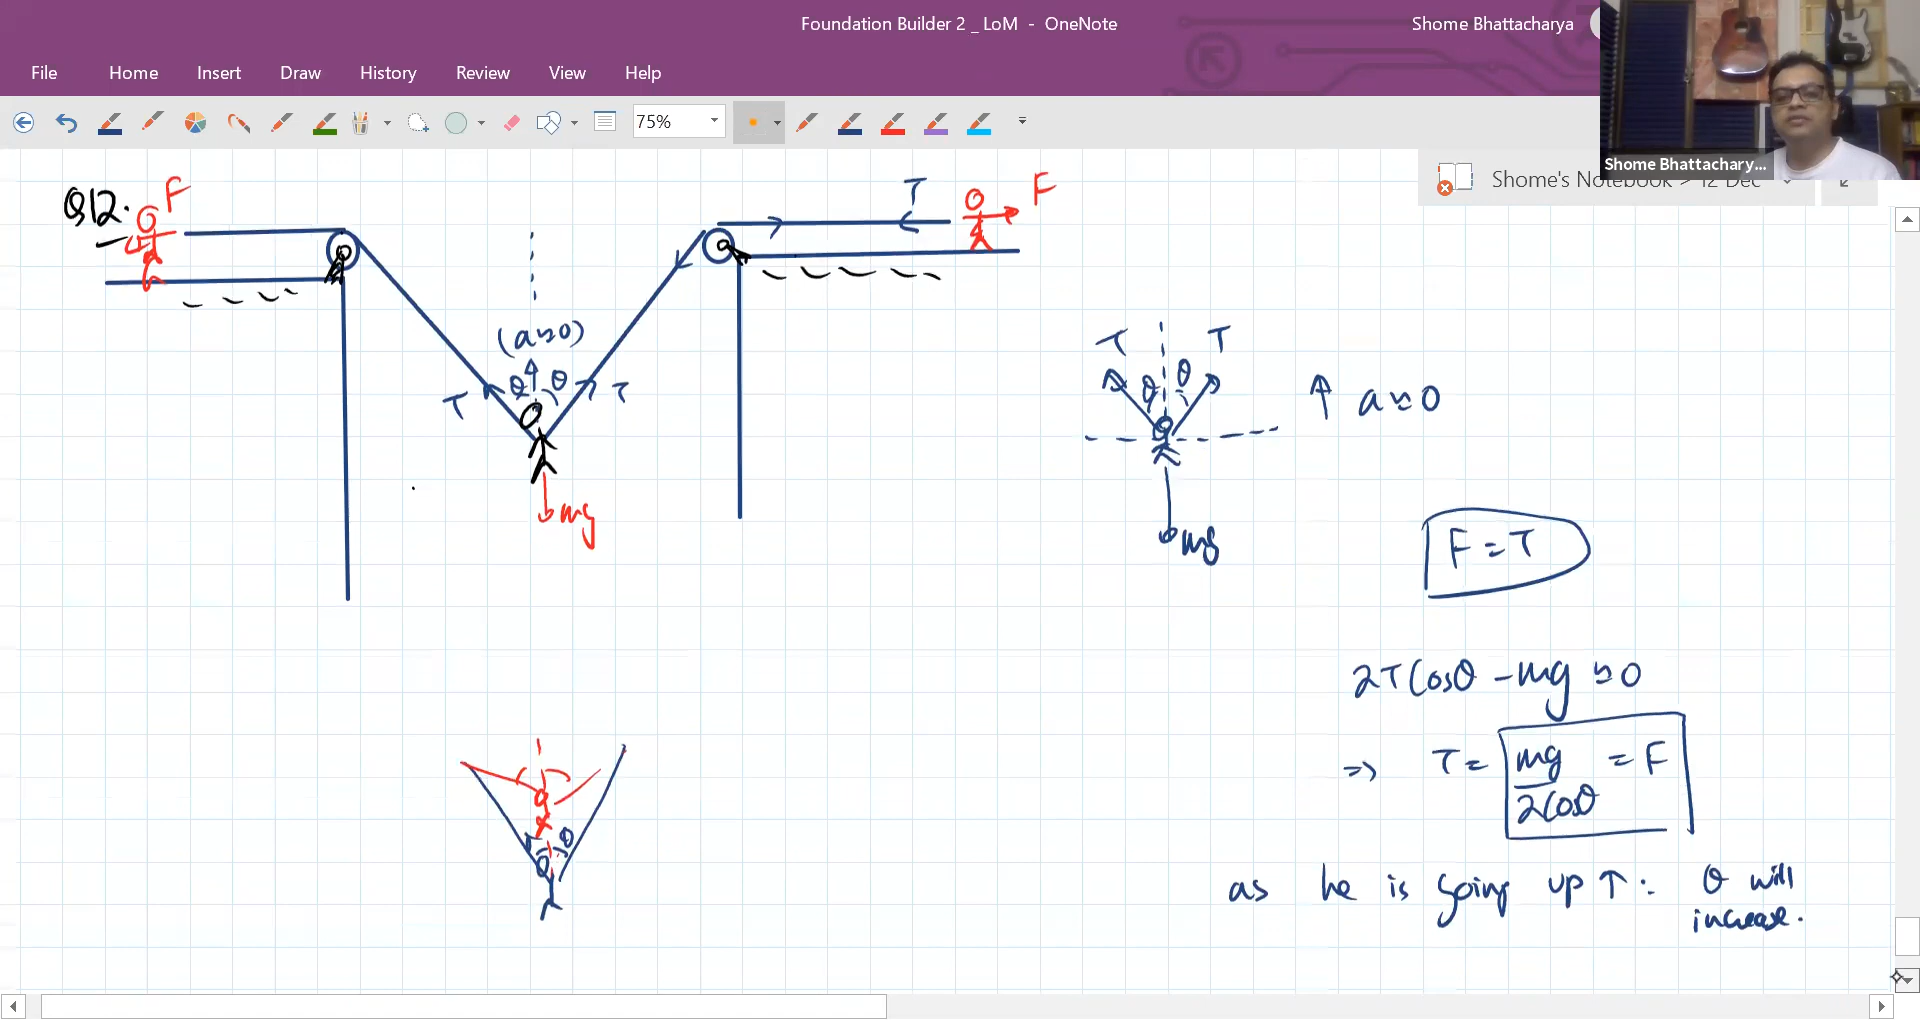 Foundation Builder 2 _ LoM - OneNote
Shome Bhattacharya
File Home Insert Draw History Review View Help
75%
Shome Bhattachary...
Shome's Notebook > 12 Dec
Q12.
F
T
F
(a≈0)
θ θ
T T
mg
T T
θ θ
↑ a≈0
mg
F = T
2T Cosθ - mg ≈ 0
⇒ T = mg/2Cosθ = F
θ
as he is going up ↑ : θ will
increase.